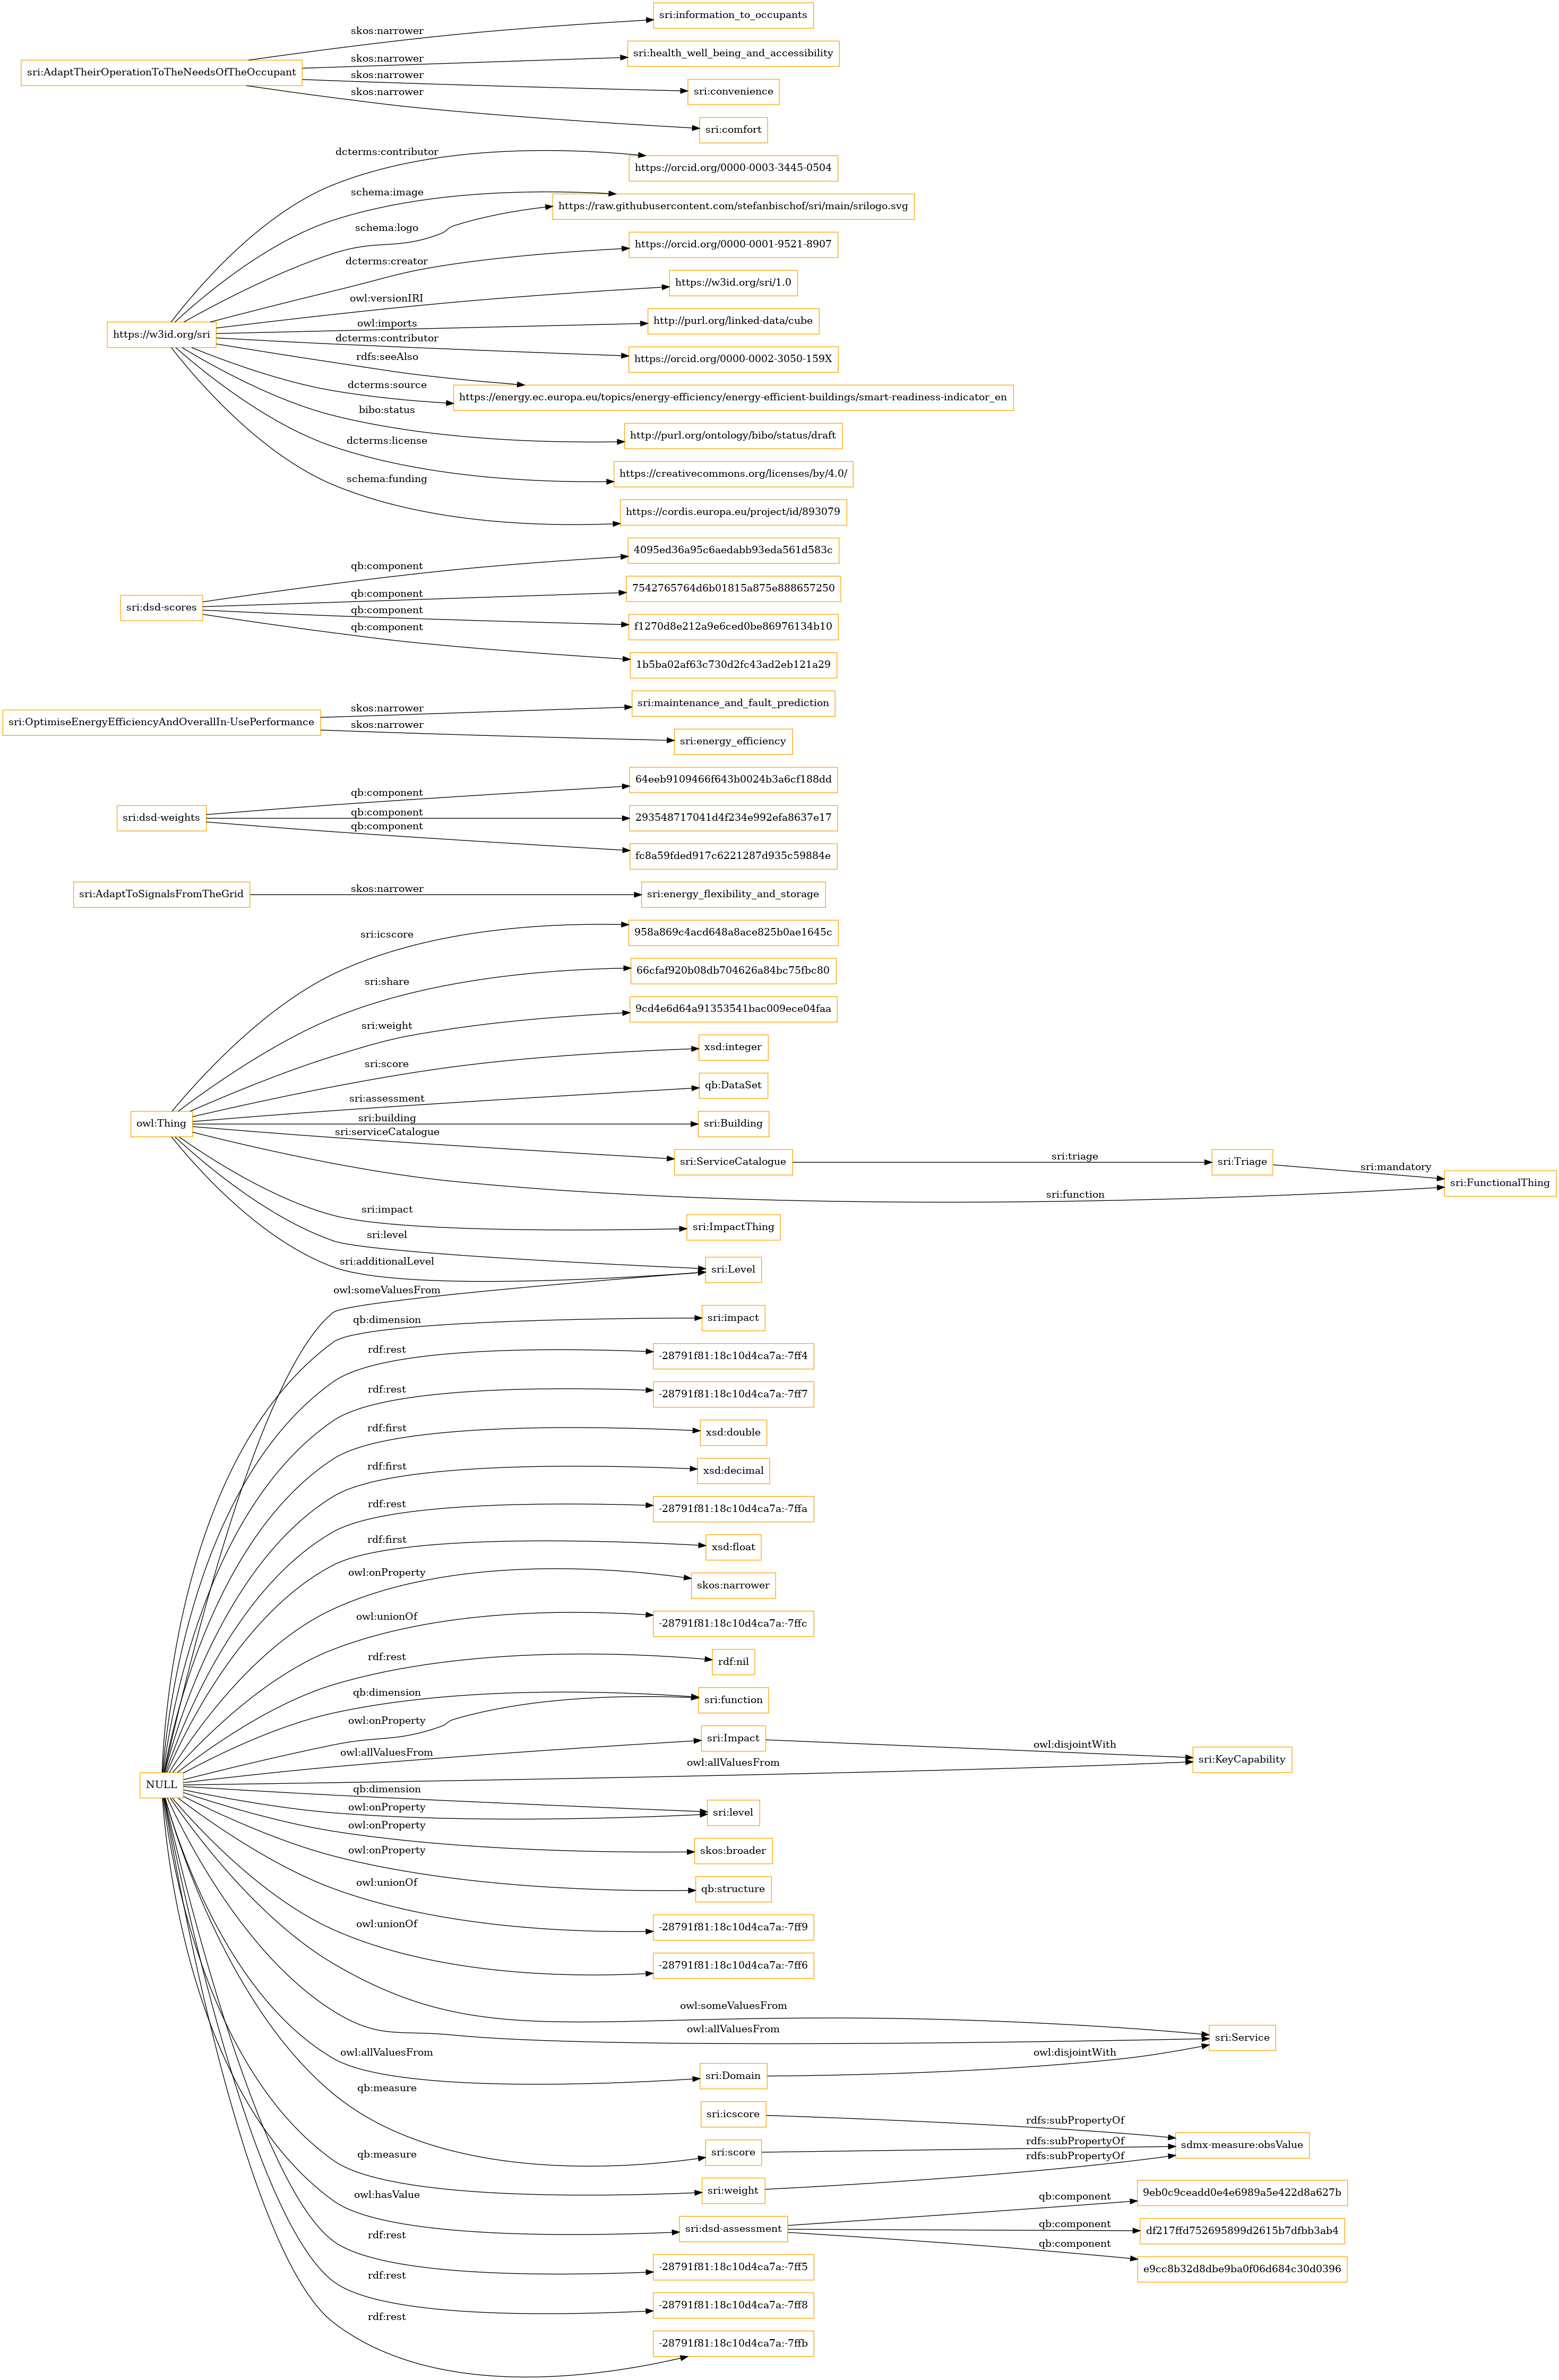 sri:information_to_occupants
skos:narrower
sri:health_well_being_and_accessibility
skos:narrower
sri:AdaptTheirOperationToTheNeedsOfTheOccupant
skos:narrower
sri:convenience
skos:narrower
sri:comfort
dcterms:contributor
https://orcid.org/0000-0003-3445-0504
schema:image
https://raw.githubusercontent.com/stefanbischof/sri/main/srilogo.svg
schema:logo
https://orcid.org/0000-0001-9521-8907
dcterms:creator
https://w3id.org/sri/1.0
owl:versionIRI
http://purl.org/linked-data/cube
owl:imports
https://w3id.org/sri
dcterms:contributor
https://orcid.org/0000-0002-3050-159X
rdfs:seeAlso
dcterms:source
https://energy.ec.europa.eu/topics/energy-efficiency/energy-efficient-buildings/smart-readiness-indicator_en
bibo:status
http://purl.org/ontology/bibo/status/draft
dcterms:license
https://creativecommons.org/licenses/by/4.0/
schema:funding
https://cordis.europa.eu/project/id/893079
4095ed36a95c6aedabb93eda561d583c
qb:component
7542765764d6b01815a875e888657250
qb:component
sri:dsd-scores
qb:component
f1270d8e212a9e6ced0be86976134b10
qb:component
1b5ba02af63c730d2fc43ad2eb121a29
sri:maintenance_and_fault_prediction
skos:narrower
sri:OptimiseEnergyEfficiencyAndOverallIn-UsePerformance
skos:narrower
sri:energy_efficiency
64eeb9109466f643b0024b3a6cf188dd
qb:component
sri:dsd-weights
qb:component
293548717041d4f234e992efa8637e17
qb:component
fc8a59fded917c6221287d935c59884e
sri:AdaptToSignalsFromTheGrid
skos:narrower
sri:energy_flexibility_and_storage
sri:icscore
958a869c4acd648a8ace825b0ae1645c
sri:share
66cfaf920b08db704626a84bc75fbc80
sri:weight
9cd4e6d64a91353541bac009ece04faa
sri:score
xsd:integer
sri:assessment
qb:DataSet
owl:Thing
sri:building
sri:Building
sri:serviceCatalogue
sri:ServiceCatalogue
sri:triage
sri:Triage
sri:mandatory
sri:FunctionalThing
sri:function
sri:impact
sri:ImpactThing
sri:level
sri:additionalLevel
sri:Level
owl:someValuesFrom
qb:dimension
sri:impact
rdf:rest
-28791f81:18c10d4ca7a:-7ff4
rdf:rest
-28791f81:18c10d4ca7a:-7ff7
rdf:first
xsd:double
rdf:first
xsd:decimal
rdf:rest
-28791f81:18c10d4ca7a:-7ffa
rdf:first
xsd:float
owl:onProperty
skos:narrower
owl:unionOf
-28791f81:18c10d4ca7a:-7ffc
rdf:rest
rdf:nil
qb:dimension
sri:function
owl:onProperty
sri:Impact
owl:disjointWith
owl:allValuesFrom
sri:KeyCapability
owl:allValuesFrom
NULL
qb:dimension
sri:level
owl:onProperty
owl:onProperty
skos:broader
owl:onProperty
qb:structure
owl:unionOf
-28791f81:18c10d4ca7a:-7ff9
owl:unionOf
-28791f81:18c10d4ca7a:-7ff6
owl:someValuesFrom
owl:allValuesFrom
sri:Service
owl:allValuesFrom
sri:Domain
owl:disjointWith
qb:measure
sri:icscore
rdfs:subPropertyOf
sri:score
rdfs:subPropertyOf
sdmx-measure:obsValue
qb:measure
sri:weight
rdfs:subPropertyOf
owl:hasValue
sri:dsd-assessment
qb:component
9eb0c9ceadd0e4e6989a5e422d8a627b
qb:component
df217ffd752695899d2615b7dfbb3ab4
qb:component
e9cc8b32d8dbe9ba0f06d684c30d0396
rdf:rest
-28791f81:18c10d4ca7a:-7ff5
rdf:rest
-28791f81:18c10d4ca7a:-7ff8
rdf:rest
-28791f81:18c10d4ca7a:-7ffb